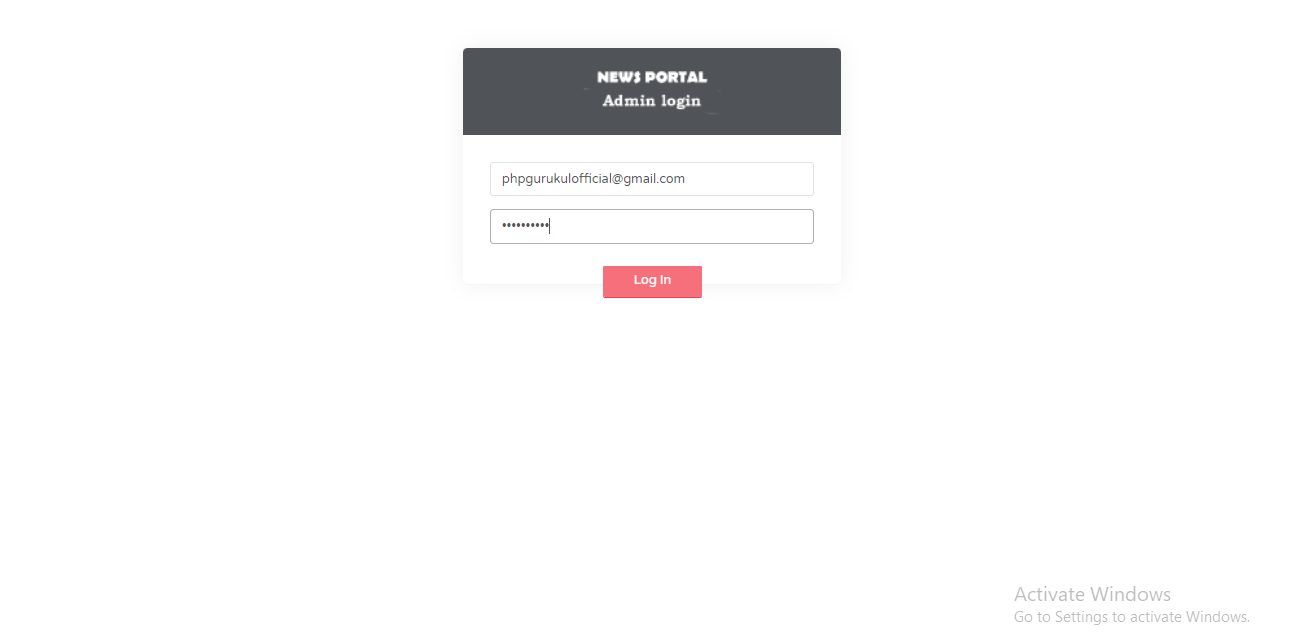 NEWS PORTAL
Admin login
phpgurukulofficial@gmail.com
••••••••••
Log In
Activate Windows
Go to Settings to activate Windows.